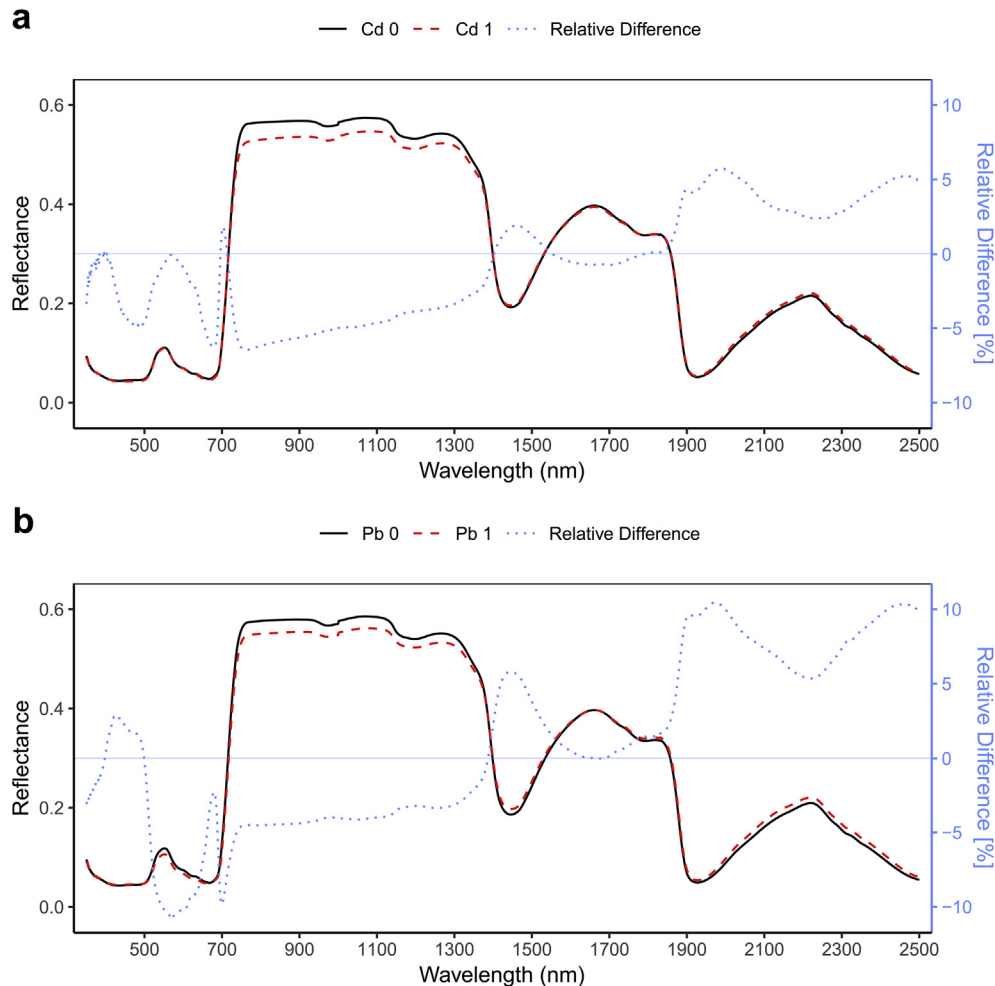 a
Cd 0 Cd 1 Relative Difference
0.6
0.4
0.2
0.0
Reflectance
10
5
0
−5
−10
Relative Difference [%]
500 700 900 1100 1300 1500 1700 1900 2100 2300 2500
Wavelength (nm)
b
Pb 0 Pb 1 Relative Difference
0.6
0.4
0.2
0.0
Reflectance
10
5
0
−5
−10
Relative Difference [%]
500 700 900 1100 1300 1500 1700 1900 2100 2300 2500
Wavelength (nm)